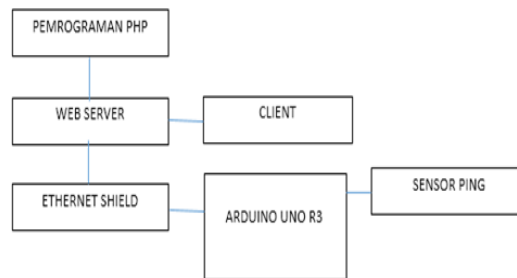 PEMROGRAMAN PHP
WEB SERVER
CLIENT
ETHERNET SHIELD
ARDUINO UNO R3
SENSOR PING